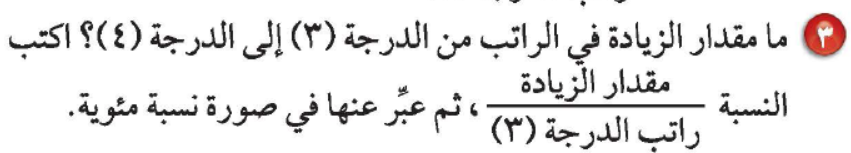 ٣ ما مقدار الزيادة في الراتب من الدرجة (٣) إلى الدرجة (٤)؟ اكتب
النسبة مقدار الزيادة / راتب الدرجة (٣) ، ثم عبِّر عنها في صورة نسبة مئوية.